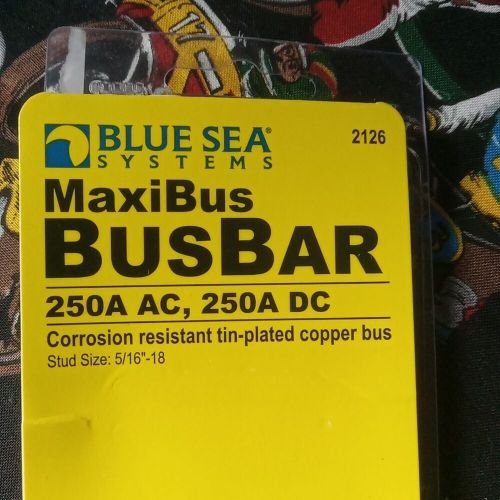 BLUE SEA®
SYSTEMS
2126
MaxiBus
BUSBAR
250A AC, 250A DC
Corrosion resistant tin-plated copper bus
Stud Size: 5/16"-18